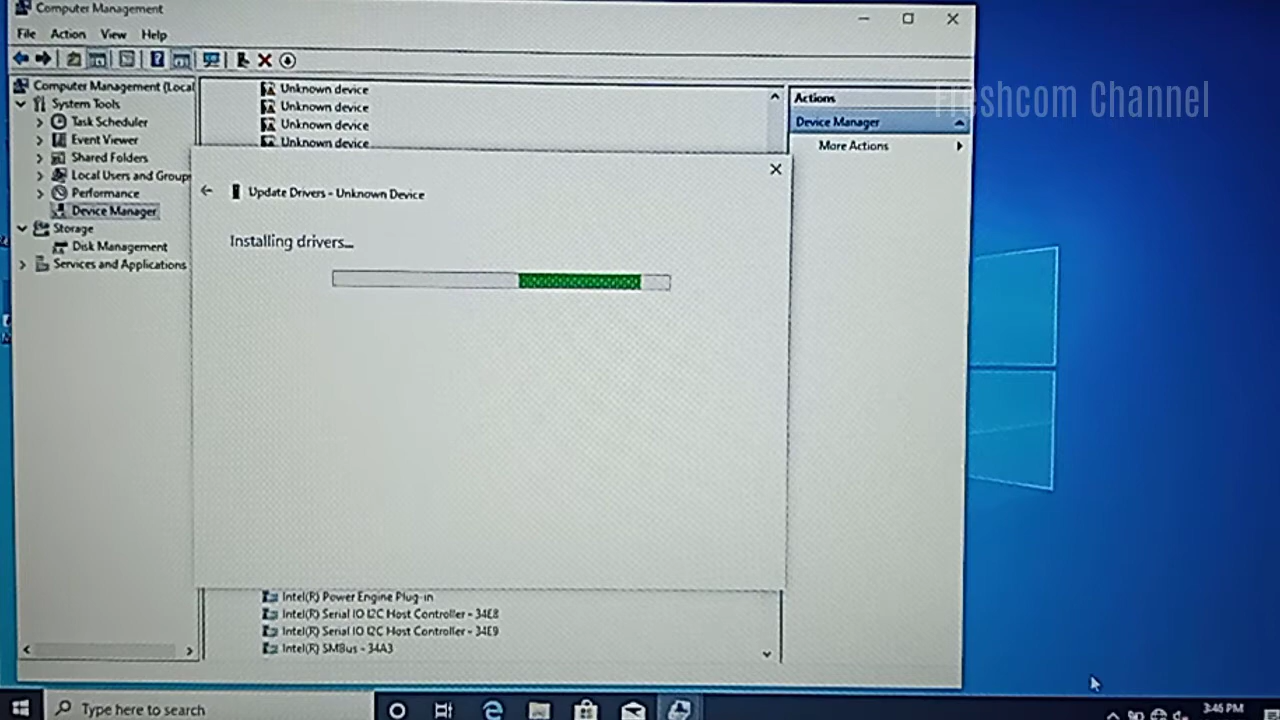 Computer Management
File Action View Help
Computer Management (Local
System Tools
Task Scheduler
Event Viewer
Shared Folders
Local Users and Groups
Performance
Device Manager
Storage
Disk Management
Services and Applications
Unknown device
Unknown device
Unknown device
Unknown device
Update Drivers - Unknown Device
Installing drivers...
Intel(R) Power Engine Plug-in
Intel(R) Serial IO I2C Host Controller - 34E8
Intel(R) Serial IO I2C Host Controller - 34E9
Intel(R) SMBus - 34A3
Actions
Device Manager
More Actions
Freshcom Channel
Type here to search
3:46 PM